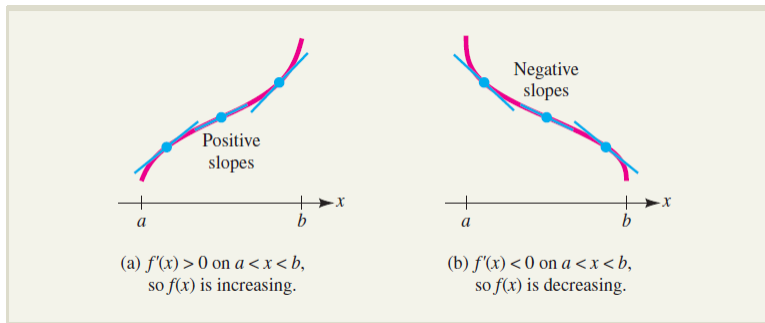 Positive
slopes
a
b
x
(a) f′(x) > 0 on a < x < b,
so f(x) is increasing.
Negative
slopes
a
b
x
(b) f′(x) < 0 on a < x < b,
so f(x) is decreasing.